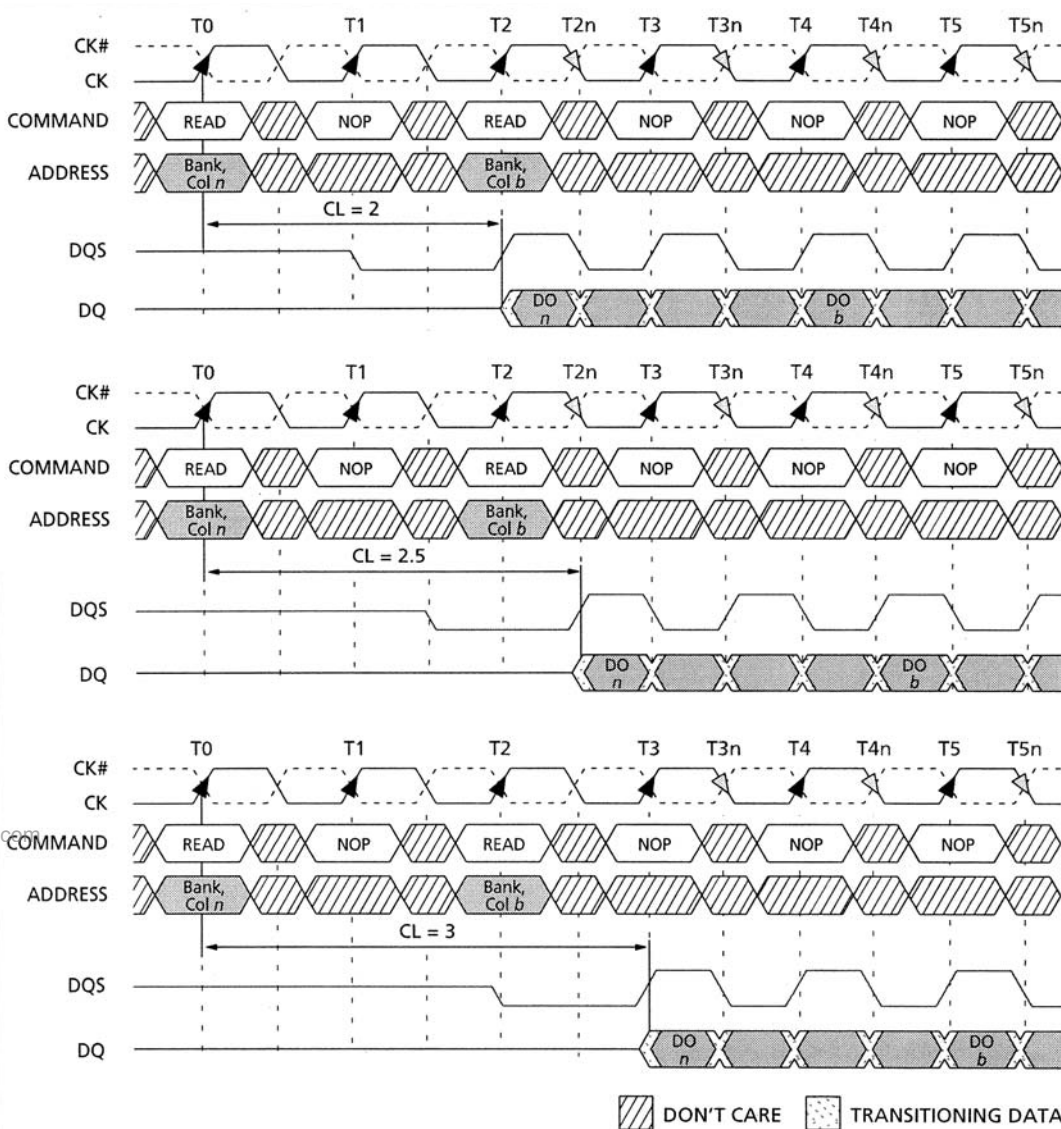 T0 T1 T2 T2n T3 T3n T4 T4n T5 T5n
CK#
CK
COMMAND READ NOP READ NOP NOP NOP
ADDRESS Bank, Col n Bank, Col b
CL = 2
DQS
DQ DO n DO b
T0 T1 T2 T2n T3 T3n T4 T4n T5 T5n
CK#
CK
COMMAND READ NOP READ NOP NOP NOP
ADDRESS Bank, Col n Bank, Col b
CL = 2.5
DQS
DQ DO n DO b
T0 T1 T2 T3 T3n T4 T4n T5 T5n
CK#
CK
com
COMMAND READ NOP READ NOP NOP NOP
ADDRESS Bank, Col n Bank, Col b
CL = 3
DQS
DQ DO n DO b
DON'T CARE TRANSITIONING DATA